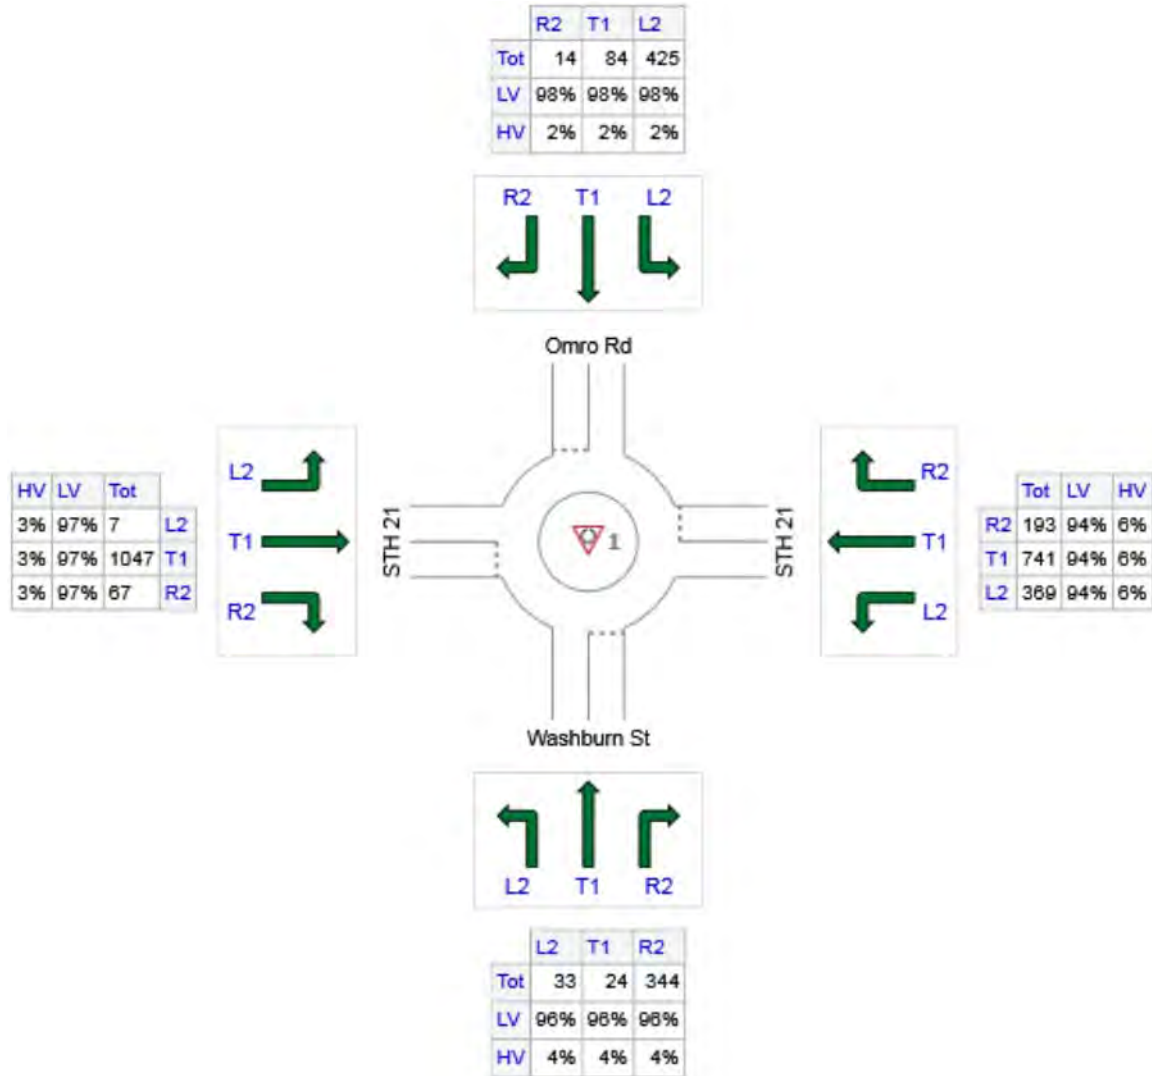 R2 T1 L2
Tot 14 84 425
LV 98% 98% 98%
HV 2% 2% 2%
R2 T1 L2
Omro Rd
L2
T1
R2
HV LV Tot
3% 97% 7 L2
3% 97% 1047 T1
3% 97% 67 R2
STH 21
1
STH 21
R2
T1
L2
Tot LV HV
R2 193 94% 6%
T1 741 94% 6%
L2 369 94% 6%
Washburn St
L2 T1 R2
L2 T1 R2
Tot 33 24 344
LV 96% 96% 96%
HV 4% 4% 4%